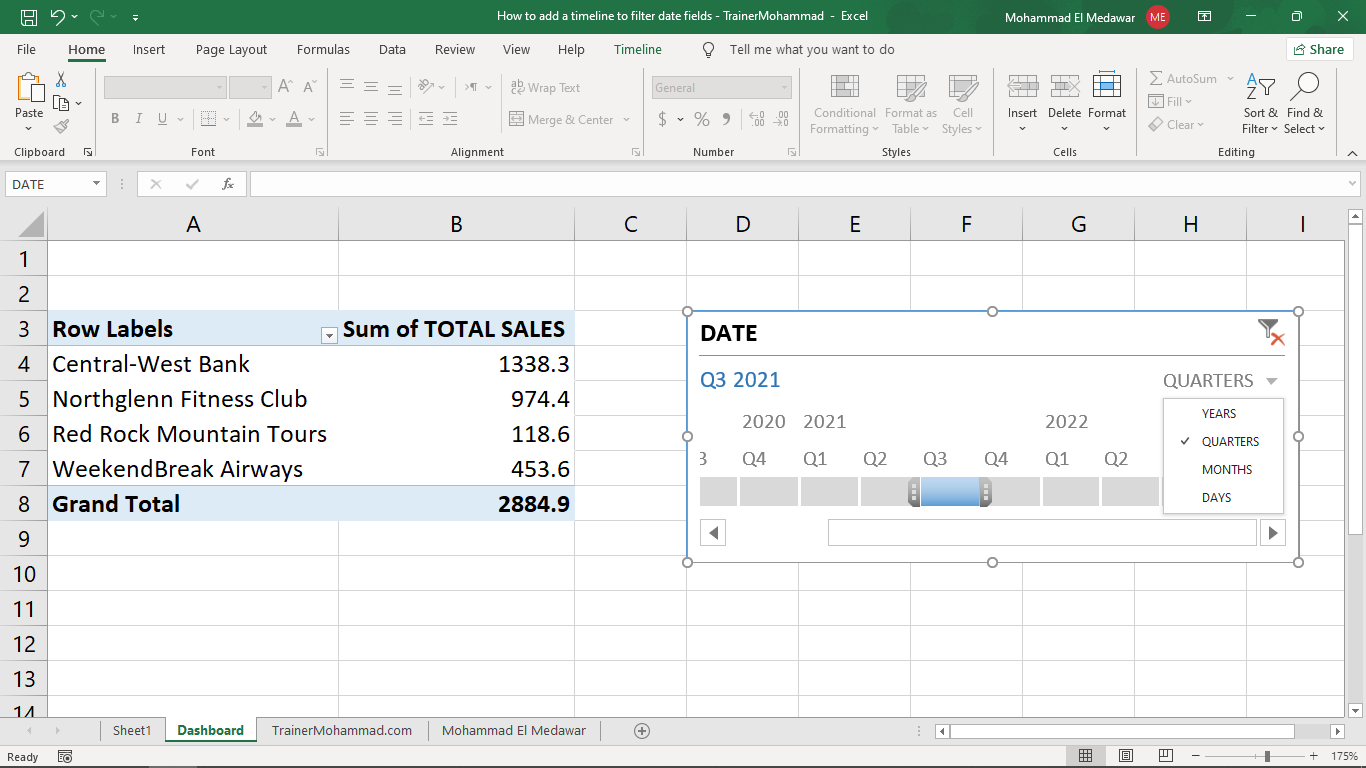 How to add a timeline to filter date fields - TrainerMohammad - Excel
Mohammad El Medawar ME
File Home Insert Page Layout Formulas Data Review View Help Timeline Tell me what you want to do Share
Paste
Clipboard
B I U A
Font
Wrap Text
Merge & Center
Alignment
General
$ % 9
Number
Conditional Formatting
Format as Table
Cell Styles
Styles
Insert Delete Format
Cells
AutoSum
Fill
Clear
Sort & Filter
Find & Select
Editing
DATE fx
A B C D E F G H I
1
2
3 Row Labels Sum of TOTAL SALES
4 Central-West Bank 1338.3
5 Northglenn Fitness Club 974.4
6 Red Rock Mountain Tours 118.6
7 WeekendBreak Airways 453.6
8 Grand Total 2884.9
9
10
11
12
13
14
DATE
Q3 2021 QUARTERS
2020 2021 2022
3 Q4 Q1 Q2 Q3 Q4 Q1 Q2
YEARS
QUARTERS
MONTHS
DAYS
Sheet1 Dashboard TrainerMohammad.com Mohammad El Medawar
Ready 175%